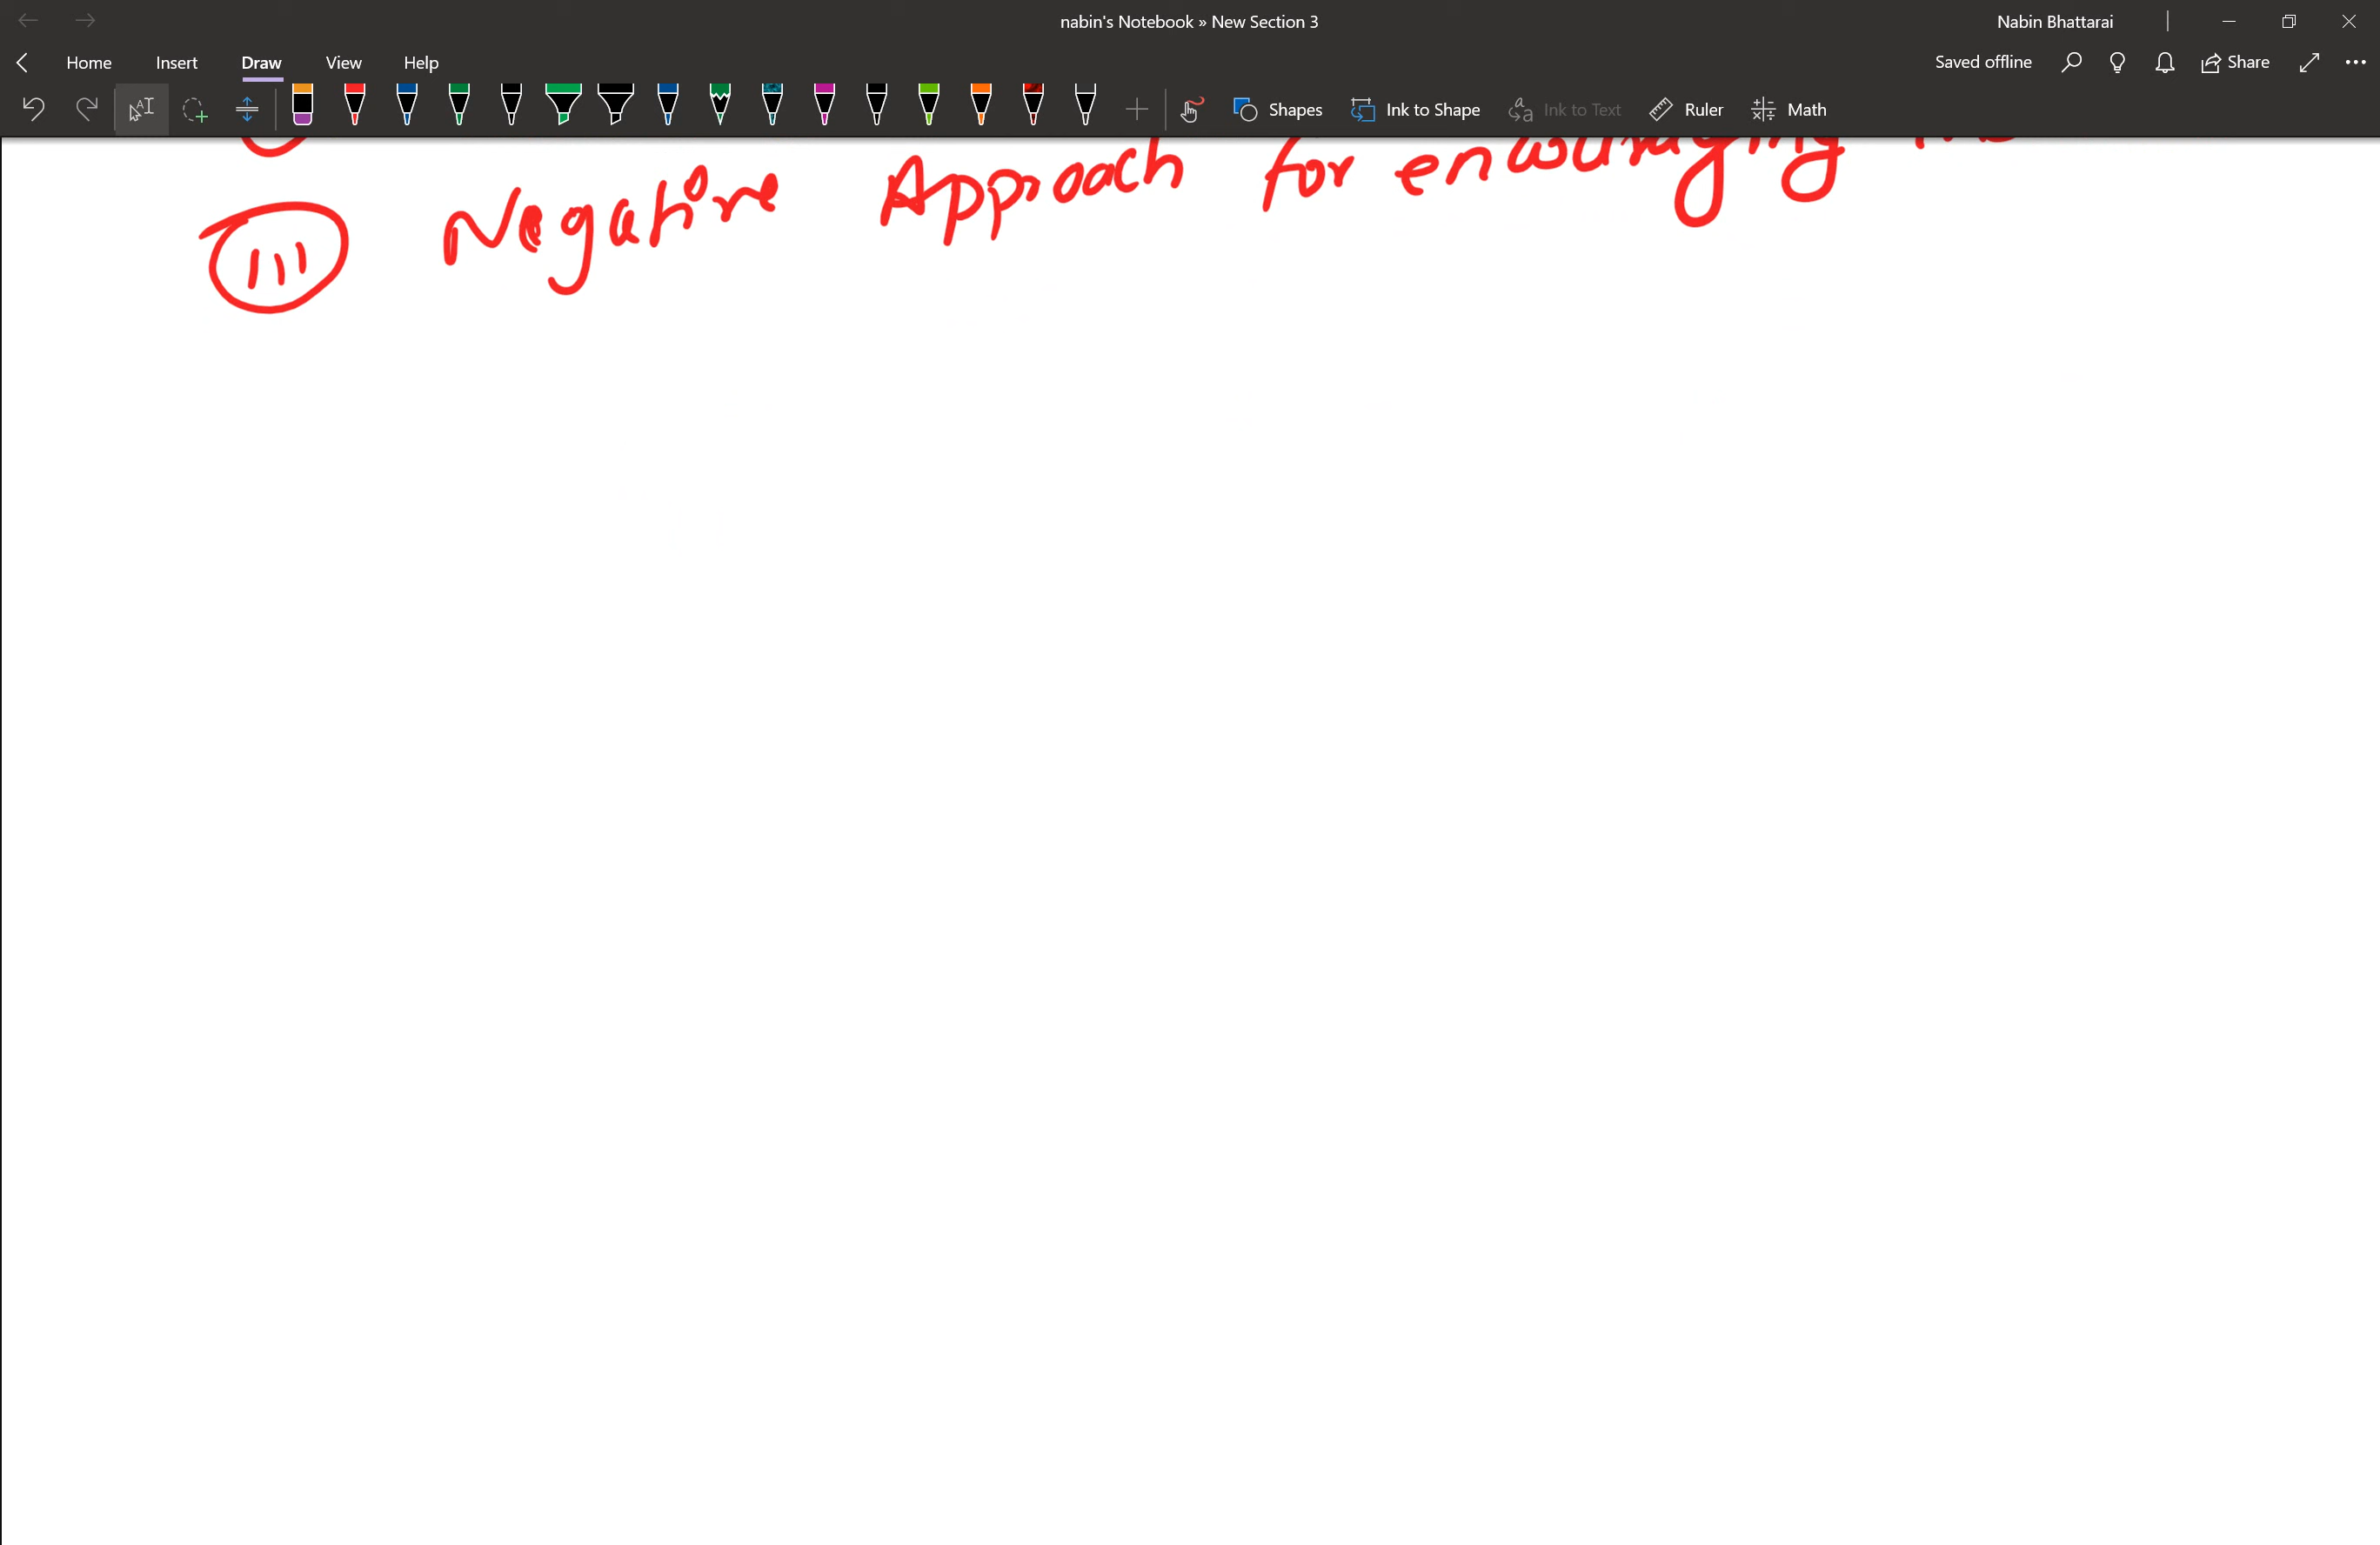 nabin's Notebook » New Section 3
Nabin Bhattarai
Home Insert Draw View Help
Saved offline
Share
Shapes Ink to Shape Ink to Text Ruler Math
(III) Negative Approach for encouraging